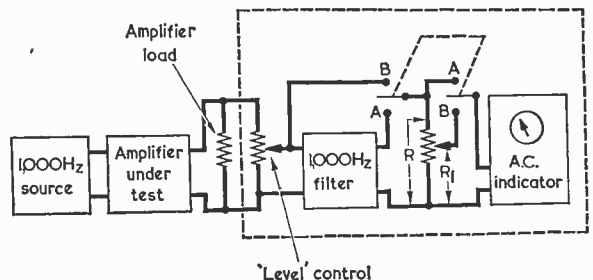 Amplifier
load
B
A
A
B
1,000Hz
source
Amplifier
under
test
1,000Hz
filter
R
R1
A.C.
indicator
'Level' control